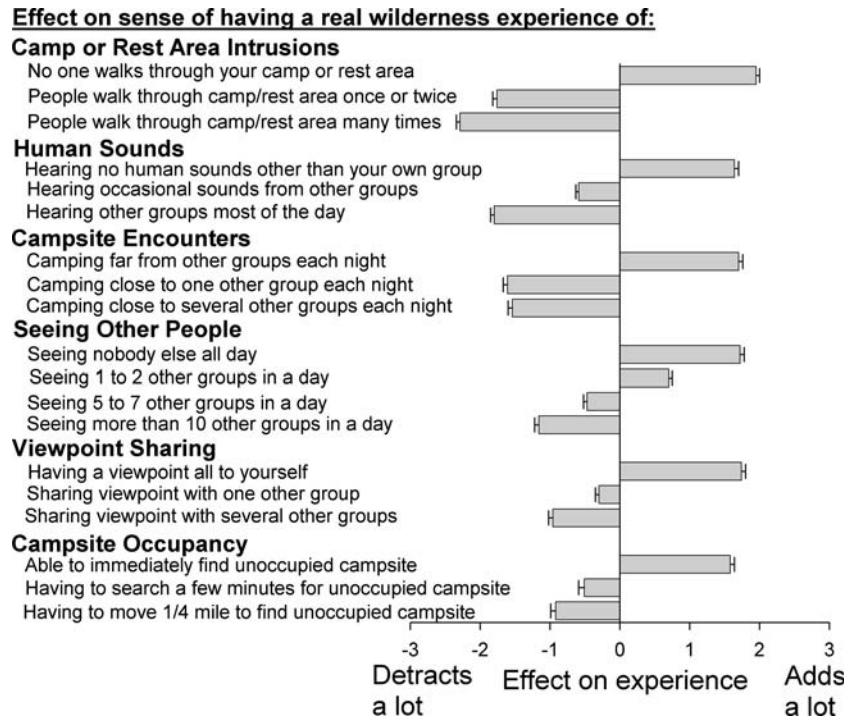 Effect on sense of having a real wilderness experience of:
Camp or Rest Area Intrusions
No one walks through your camp or rest area
People walk through camp/rest area once or twice
People walk through camp/rest area many times
Human Sounds
Hearing no human sounds other than your own group
Hearing occasional sounds from other groups
Hearing other groups most of the day
Campsite Encounters
Camping far from other groups each night
Camping close to one other group each night
Camping close to several other groups each night
Seeing Other People
Seeing nobody else all day
Seeing 1 to 2 other groups in a day
Seeing 5 to 7 other groups in a day
Seeing more than 10 other groups in a day
Viewpoint Sharing
Having a viewpoint all to yourself
Sharing viewpoint with one other group
Sharing viewpoint with several other groups
Campsite Occupancy
Able to immediately find unoccupied campsite
Having to search a few minutes for unoccupied campsite
Having to move 1/4 mile to find unoccupied campsite
-3 -2 -1 0 1 2 3
Detracts Effect on experience Adds
a lot a lot